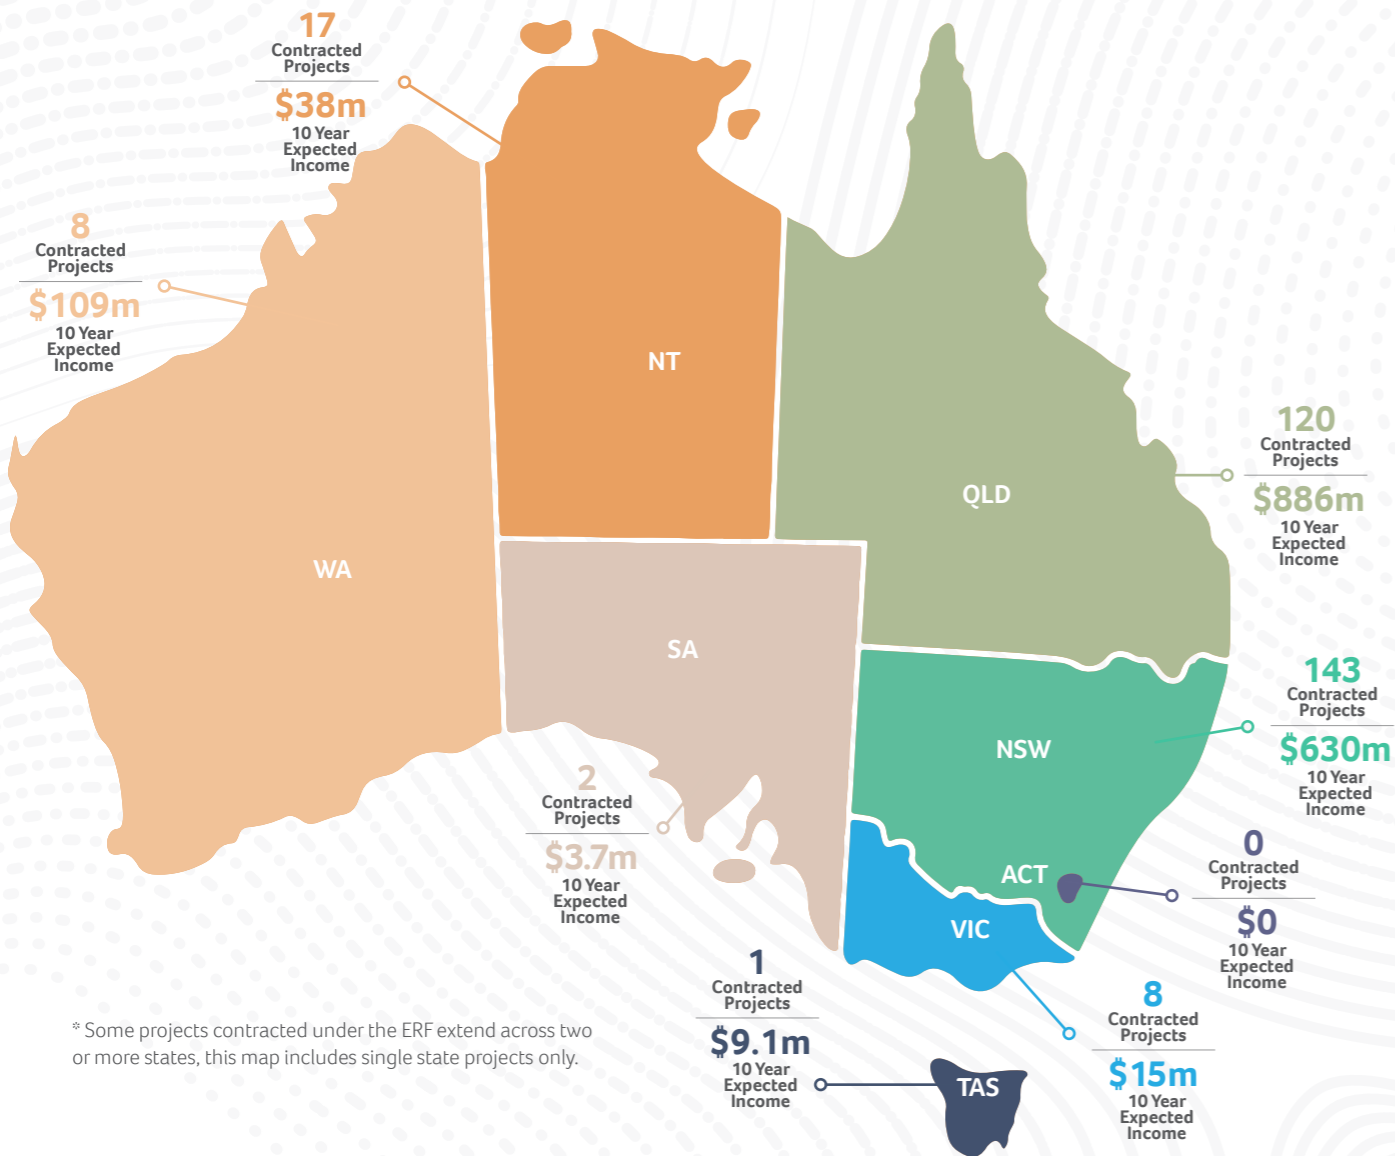 17
Contracted
Projects
$38m
10 Year
Expected
Income
8
Contracted
Projects
$109m
10 Year
Expected
Income
NT
WA
QLD
120
Contracted
Projects
$886m
10 Year
Expected
Income
SA
NSW
143
Contracted
Projects
$630m
10 Year
Expected
Income
2
Contracted
Projects
$3.7m
10 Year
Expected
Income
ACT
0
Contracted
Projects
$0
10 Year
Expected
Income
VIC
1
Contracted
Projects
$9.1m
10 Year
Expected
Income
TAS
8
Contracted
Projects
$15m
10 Year
Expected
Income
* Some projects contracted under the ERF extend across two
or more states, this map includes single state projects only.